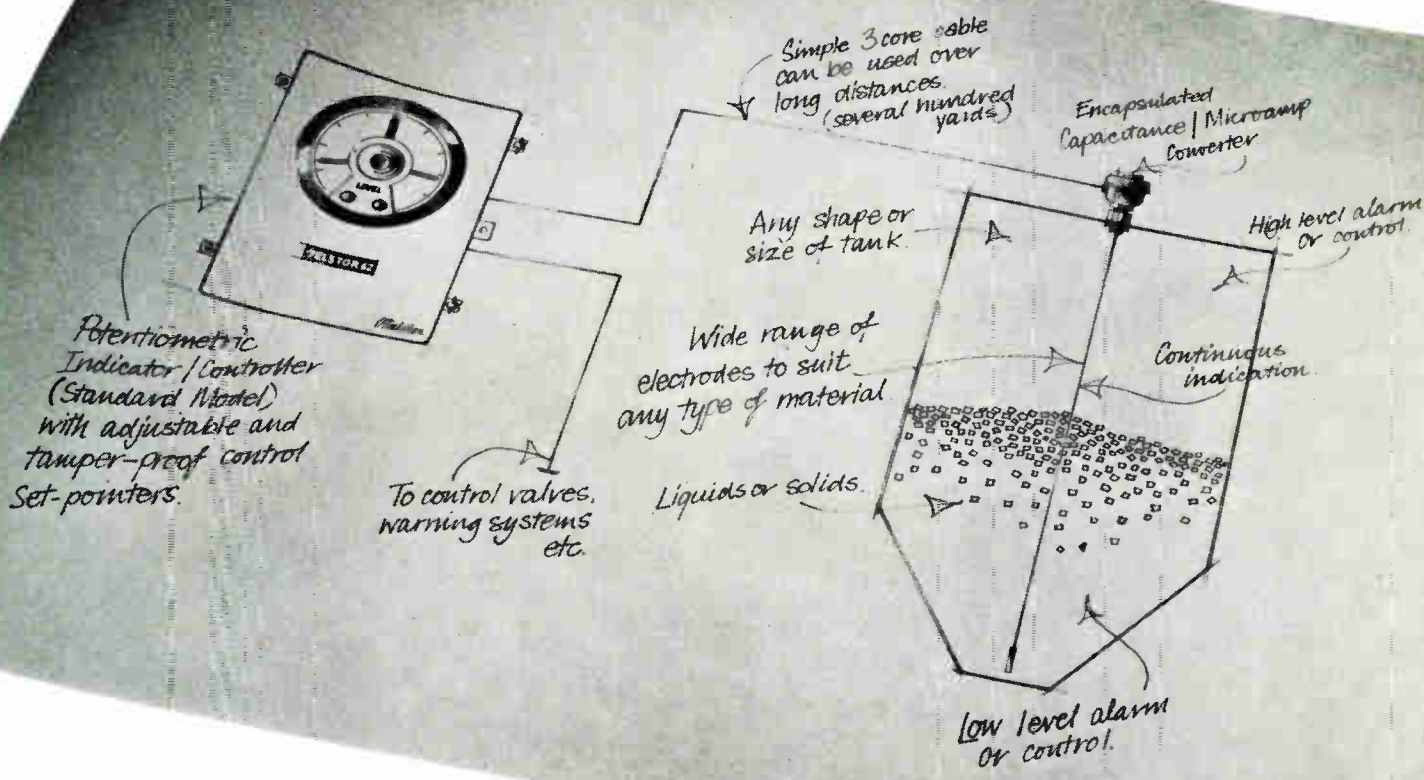 Simple 3 core cable
can be used over
long distances.
(several hundred
yards)
Encapsulated
Capacitance / Microamp
Converter
High level alarm
or control.
Any shape or
size of tank.
LEVEL
Potentiometric
Indicator / Controller
(Standard Model)
with adjustable and
tamper-proof control
Set-pointers.
Wide range of
electrodes to suit
any type of material
Continuous
indication.
To control valves,
warning systems
etc.
Liquids or solids.
Low level alarm
or control.